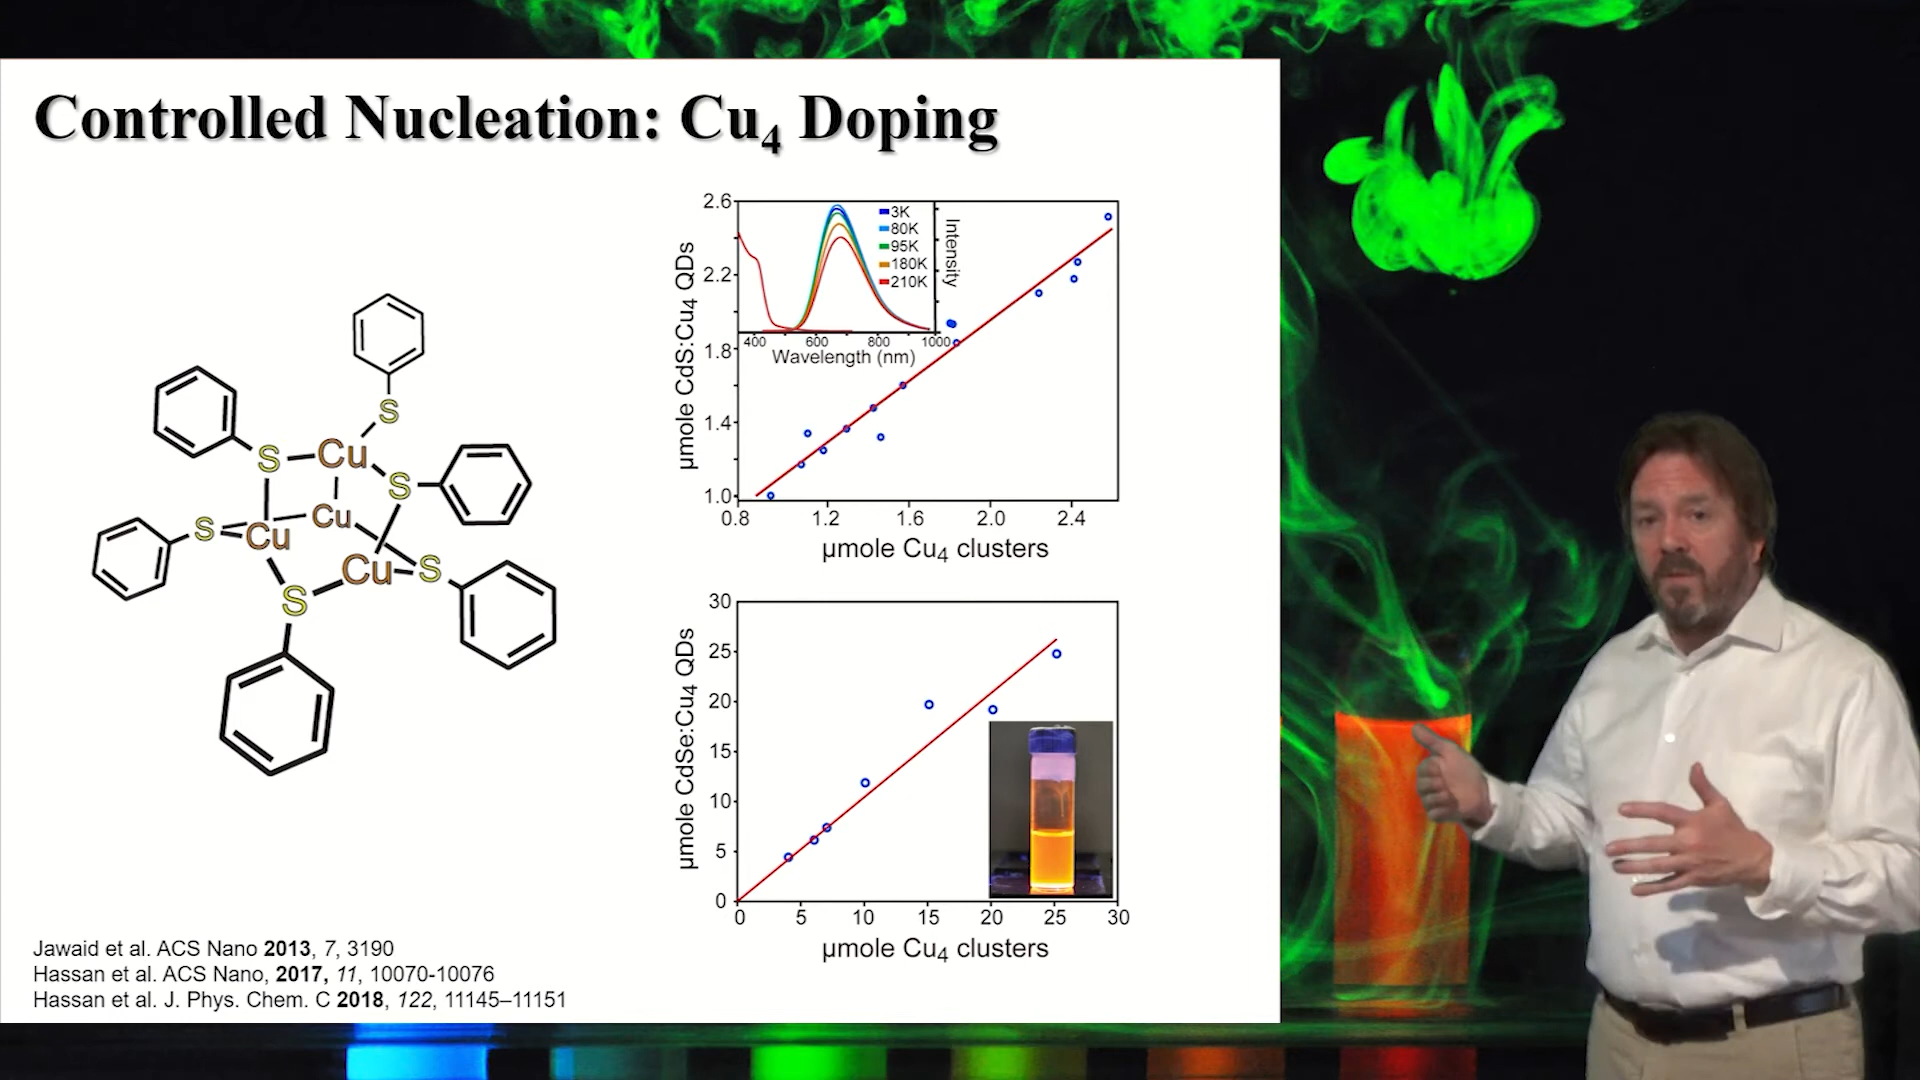 Controlled Nucleation: Cu4 Doping
S
S
Cu
S
S
Cu
Cu
Cu
S
S
µmole CdS:Cu4 QDs
2.6
2.2
1.8
1.4
1.0
0.8
1.2
1.6
2.0
2.4
µmole Cu4 clusters
3K
80K
95K
180K
210K
Intensity
400
600
800
1000
Wavelength (nm)
µmole CdSe:Cu4 QDs
30
25
20
15
10
5
0
0
5
10
15
20
25
30
µmole Cu4 clusters
Jawaid et al. ACS Nano 2013, 7, 3190
Hassan et al. ACS Nano, 2017, 11, 10070-10076
Hassan et al. J. Phys. Chem. C 2018, 122, 11145–11151